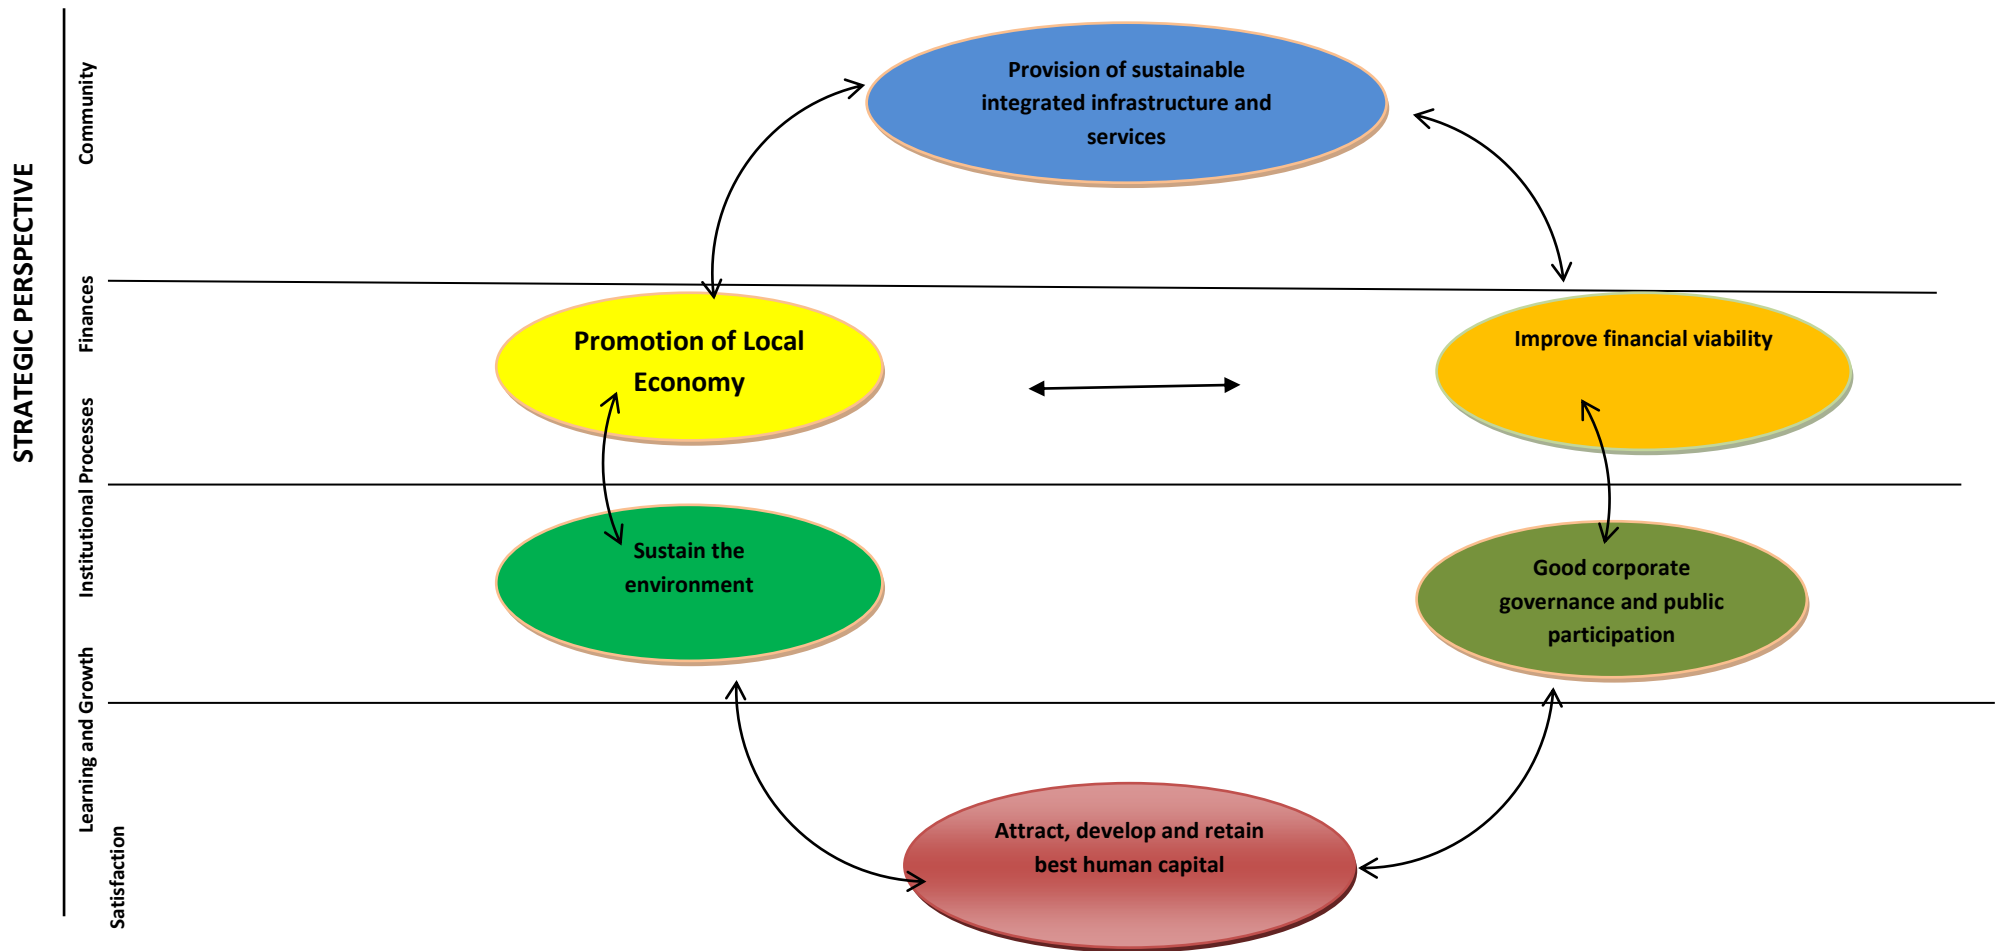 STRATEGIC PERSPECTIVE
Community
Finances
Institutional Processes
Learning and Growth
Satisfaction
Provision of sustainable
integrated infrastructure and
services
Promotion of Local
Economy
Improve financial viability
Sustain the
environment
Good corporate
governance and public
participation
Attract, develop and retain
best human capital